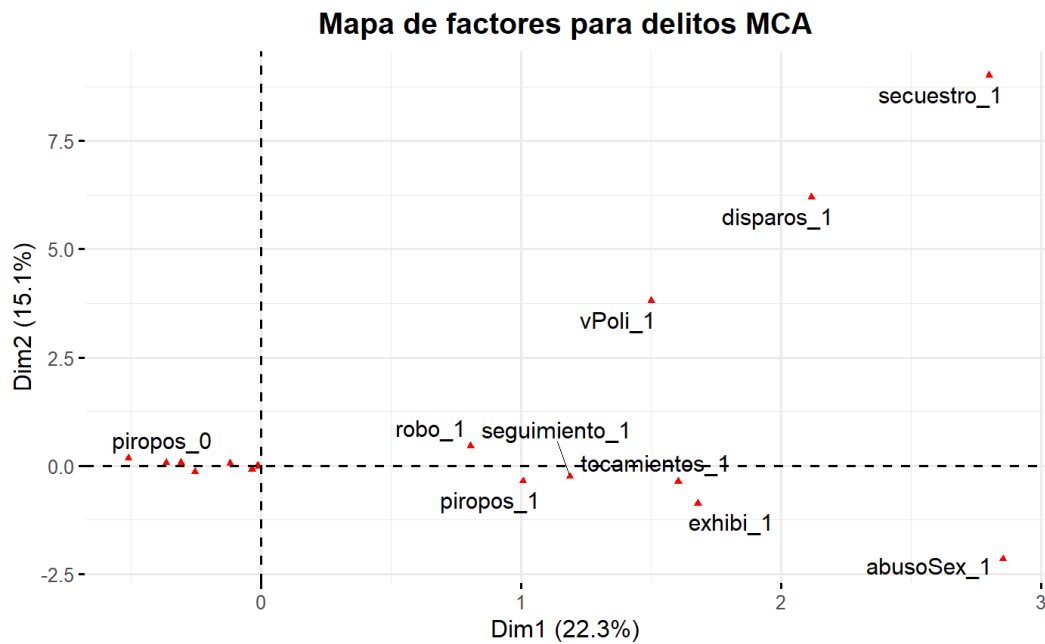 Mapa de factores para delitos MCA
secuestro_1
7.5
disparos_1
5.0
vPoli_1
Dim2 (15.1%)
2.5
robo_1
seguimiento_1
piropos_0
tocamientos_1
0.0
piropos_1
exhibi_1
abusoSex_1
-2.5
0
1
2
3
Dim1 (22.3%)